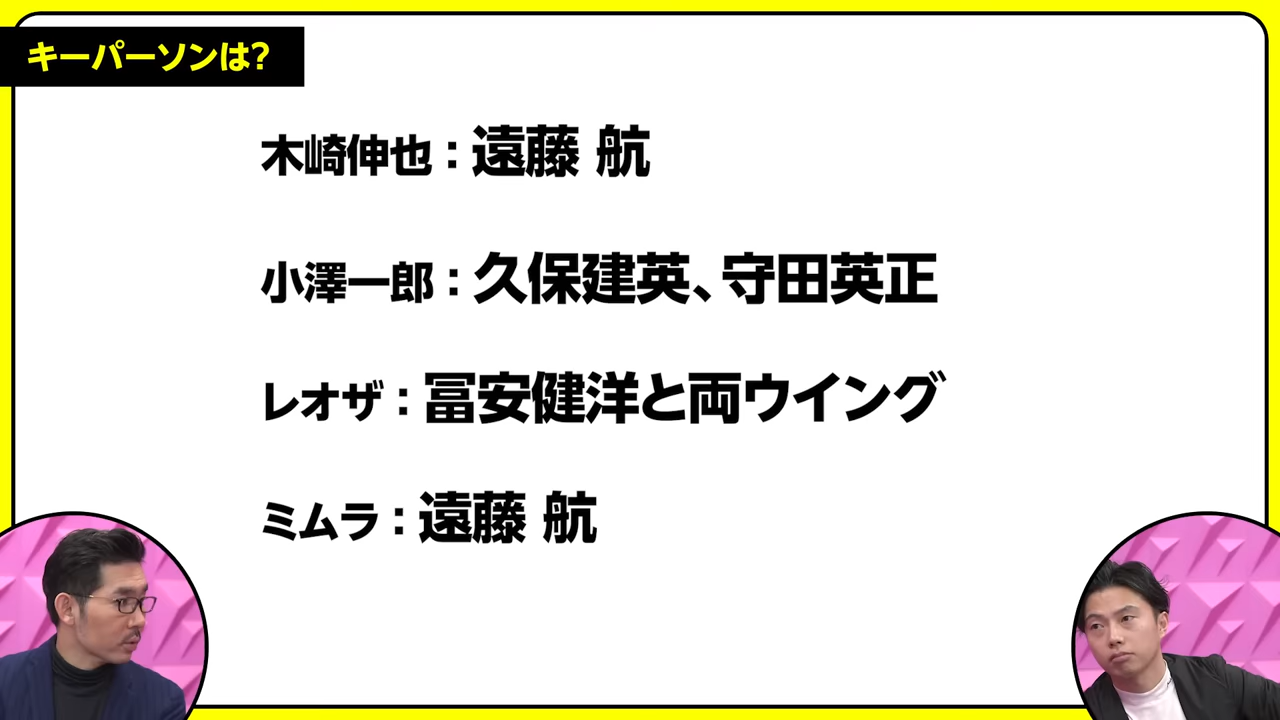 キーパーソンは?
木崎伸也:遠藤 航
小澤一郎:久保建英、守田英正
レオザ:冨安健洋と両ウイング
ミムラ:遠藤 航